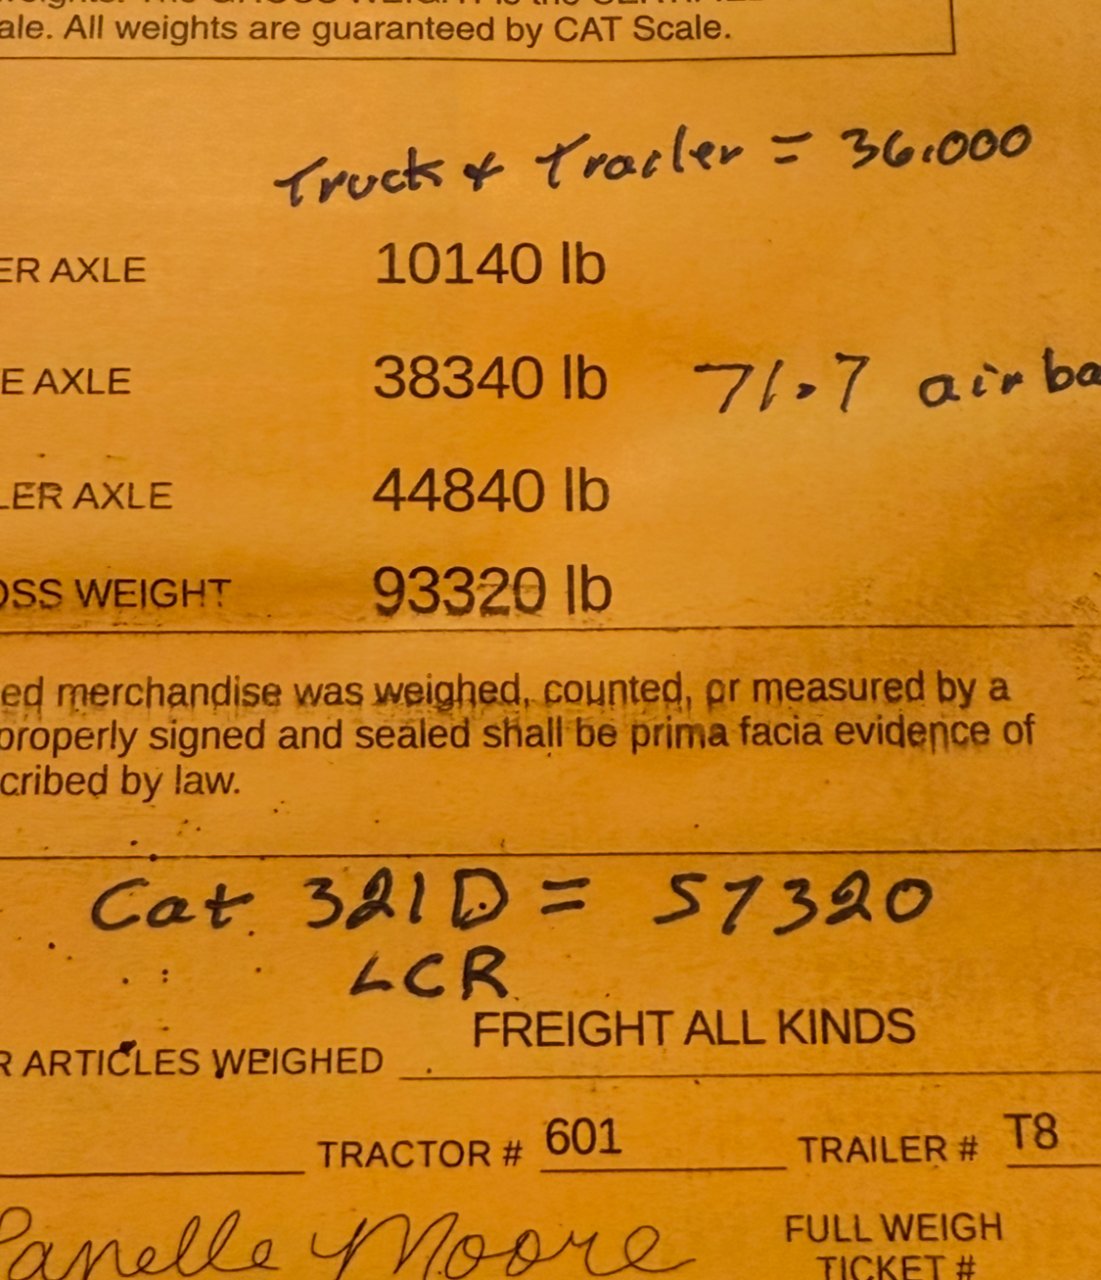 ale. All weights are guaranteed by CAT Scale.
Truck & Trailer = 36.000
ER AXLE 10140 lb
E AXLE 38340 lb 71.7 air ba
LER AXLE 44840 lb
OSS WEIGHT 93320 lb
ed merchandise was weighed, counted, or measured by a
properly signed and sealed shall be prima facia evidence of
cribed by law.
Cat 321D = 57320
LCR
FREIGHT ALL KINDS
R ARTICLES WEIGHED
TRACTOR # 601 TRAILER # T8
Moore
FULL WEIGH
TICKET #